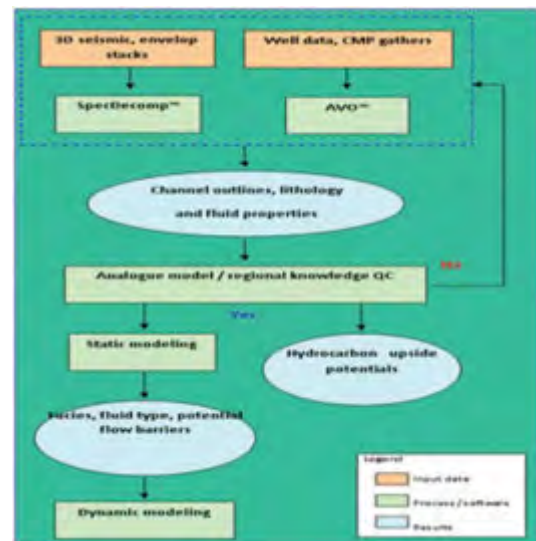 3D seismic, envelop
stacks
Well data, CMP gathers
SpecDecomp™
AVO™
Channel outlines, lithology
and fluid properties
Analogue model / regional knowledge QC
No
Yes
Static modeling
Hydrocarbon upside
potentials
Facies, fluid type, potential
flow barriers
Dynamic modeling
Legend
Input data
Process/software
Results